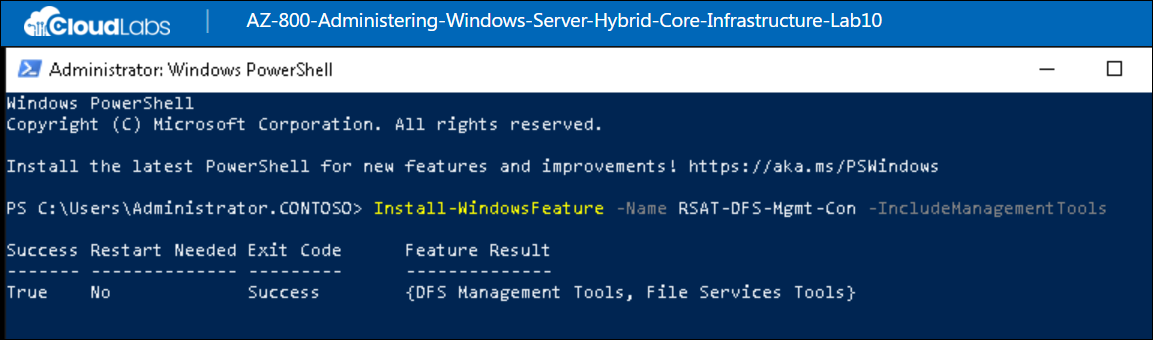 CloudLabs AZ-800-Administering-Windows-Server-Hybrid-Core-Infrastructure-Lab10
Administrator: Windows PowerShell
Windows PowerShell
Copyright (C) Microsoft Corporation. All rights reserved.
Install the latest PowerShell for new features and improvements! https://aka.ms/PSWindows
PS C:\Users\Administrator.CONTOSO> Install-WindowsFeature -Name RSAT-DFS-Mgmt-Con -IncludeManagementTools
Success Restart Needed Exit Code      Feature Result
------- -------------- ---------      --------------
True    No             Success        {DFS Management Tools, File Services Tools}